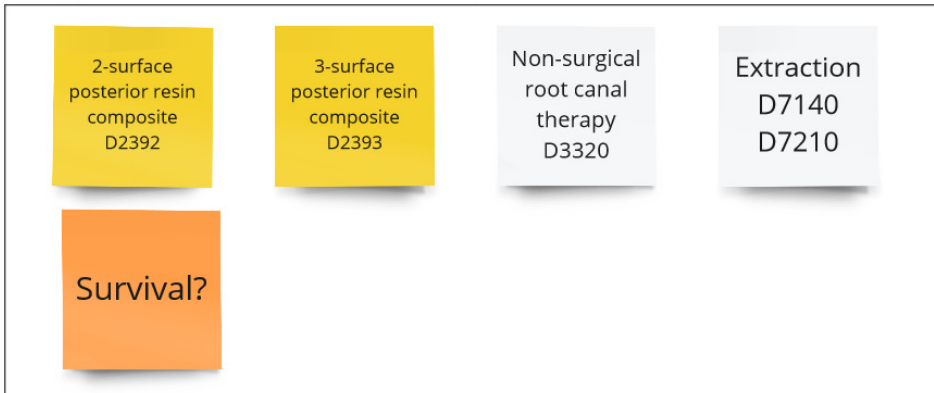 2-surface
posterior resin
composite
D2392
3-surface
posterior resin
composite
D2393
Non-surgical
root canal
therapy
D3320
Extraction
D7140
D7210
Survival?